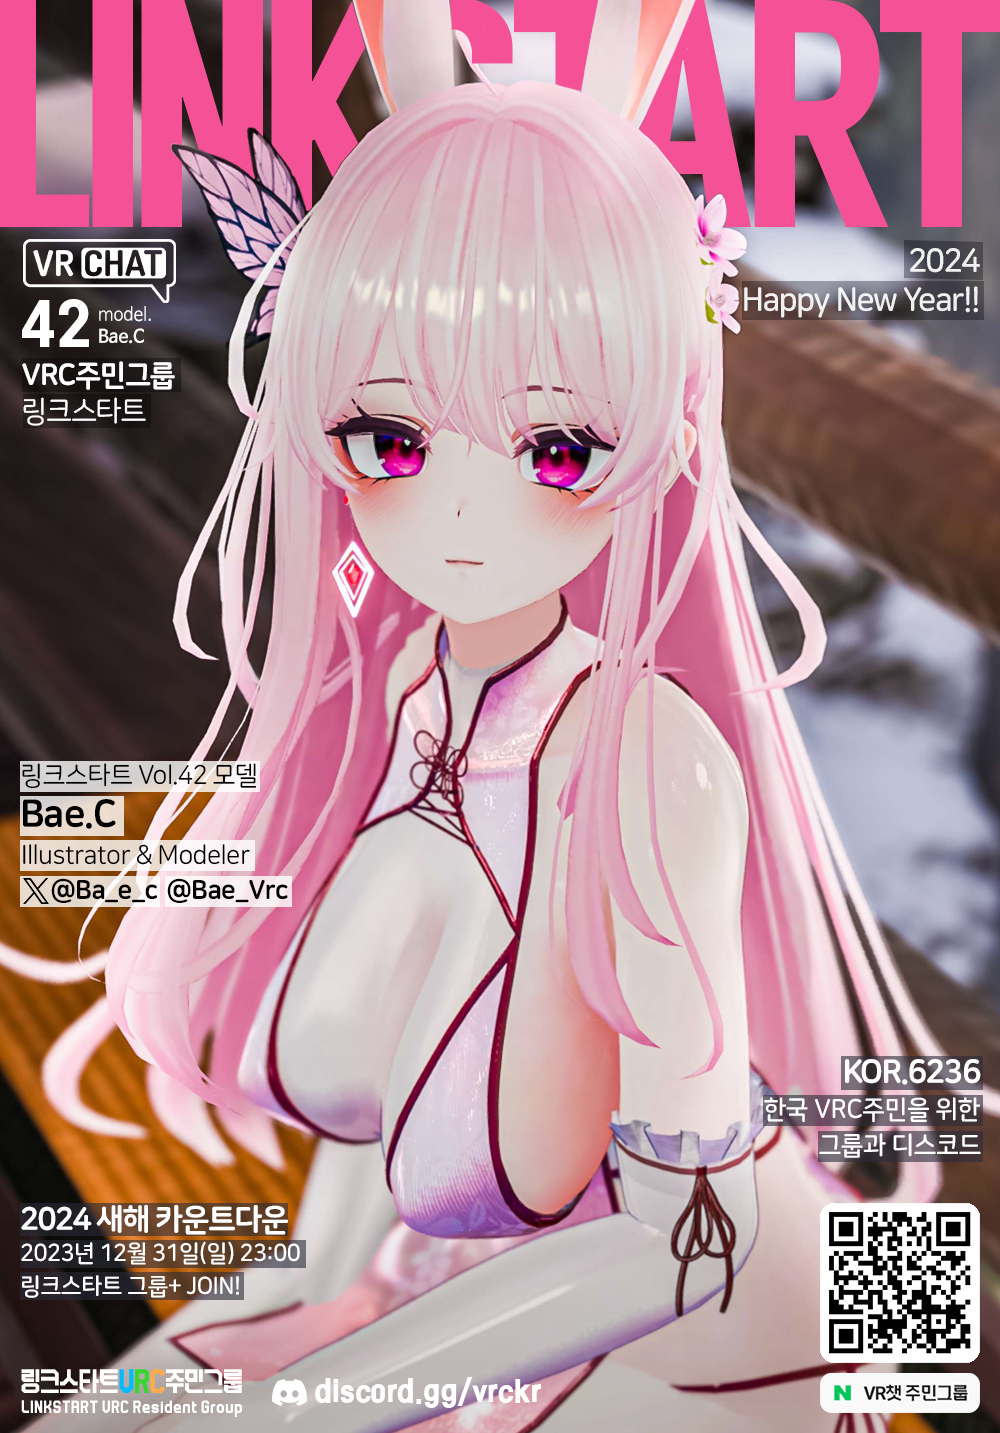 LINKSTART
VR CHAT
42 model. Bae.C
VRC주민그룹
링크스타트
2024
Happy New Year!!
링크스타트 Vol.42 모델
Bae.C
Illustrator & Modeler
X@Ba_e_c @Bae_Vrc
KOR.6236
한국 VRC주민을 위한
그룹과 디스코드
2024 새해 카운트다운
2023년 12월 31일(일) 23:00
링크스타트 그룹+ JOIN!
링크스타트VRC주민그룹
LINKSTART VRC Resident Group
discord.gg/vrckr
N VR챗 주민그룹